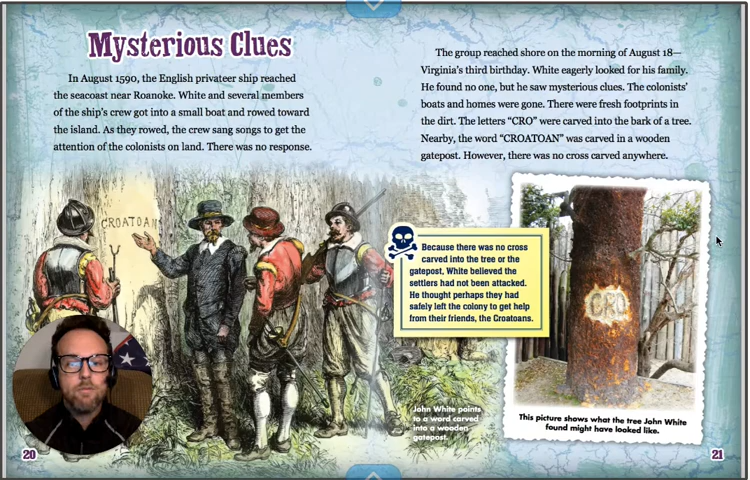 Mysterious Clues
In August 1590, the English privateer ship reached
the seacoast near Roanoke. White and several members
of the ship's crew got into a small boat and rowed toward
the island. As they rowed, the crew sang songs to get the
attention of the colonists on land. There was no response.
The group reached shore on the morning of August 18—
Virginia's third birthday. White eagerly looked for his family.
He found no one, but he saw mysterious clues. The colonists'
boats and homes were gone. There were fresh footprints in
the dirt. The letters “CRO” were carved into the bark of a tree.
Nearby, the word “CROATOAN” was carved in a wooden
gatepost. However, there was no cross carved anywhere.
CROATOAN
Because there was no cross
carved into the tree or the
gatepost, White believed the
settlers had not been attacked.
He thought perhaps they had
safely left the colony to get help
from their friends, the Croatoans.
CRO
John White points
to a word carved
into a wooden
gatepost.
This picture shows what the tree John White
found might have looked like.
20
21